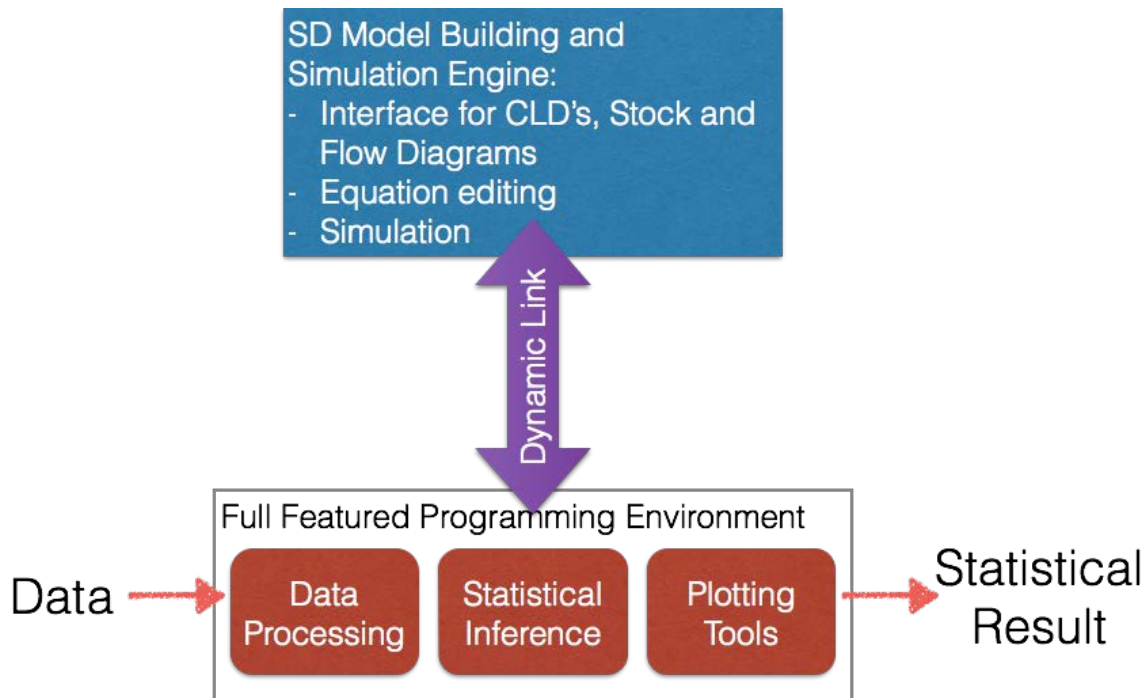 SD Model Building and
Simulation Engine:
- Interface for CLD's, Stock and
Flow Diagrams
- Equation editing
- Simulation
Dynamic Link
Full Featured Programming Environment
Data
Data
Processing
Statistical
Inference
Plotting
Tools
Statistical
Result